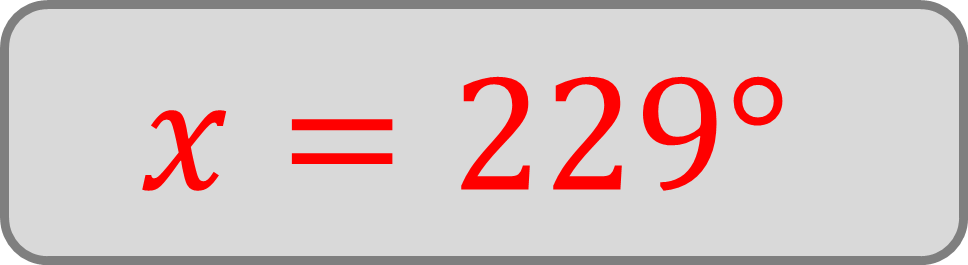 x = 229°